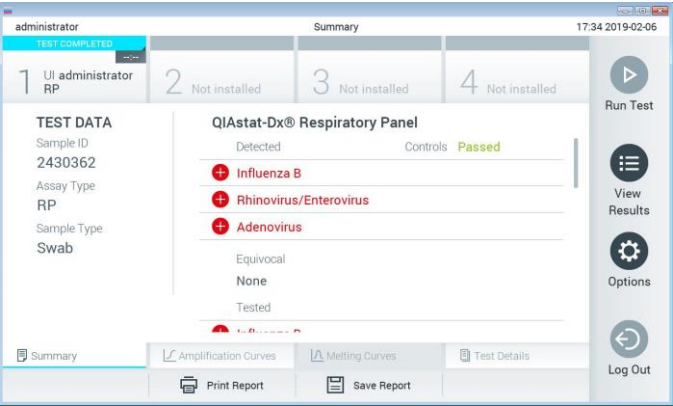 administrator
Summary
17:34 2019-02-06
TEST COMPLETED
--:--
1 UI administrator
RP
2 Not installed
3 Not installed
4 Not installed
Run Test
TEST DATA
Sample ID
2430362
Assay Type
RP
Sample Type
Swab
QIAstat-Dx® Respiratory Panel
Detected
Controls Passed
Influenza B
Rhinovirus/Enterovirus
Adenovirus
Equivocal
None
Tested
Influenza B
View
Results
Options
Log Out
Summary
Amplification Curves
Melting Curves
Test Details
Print Report
Save Report